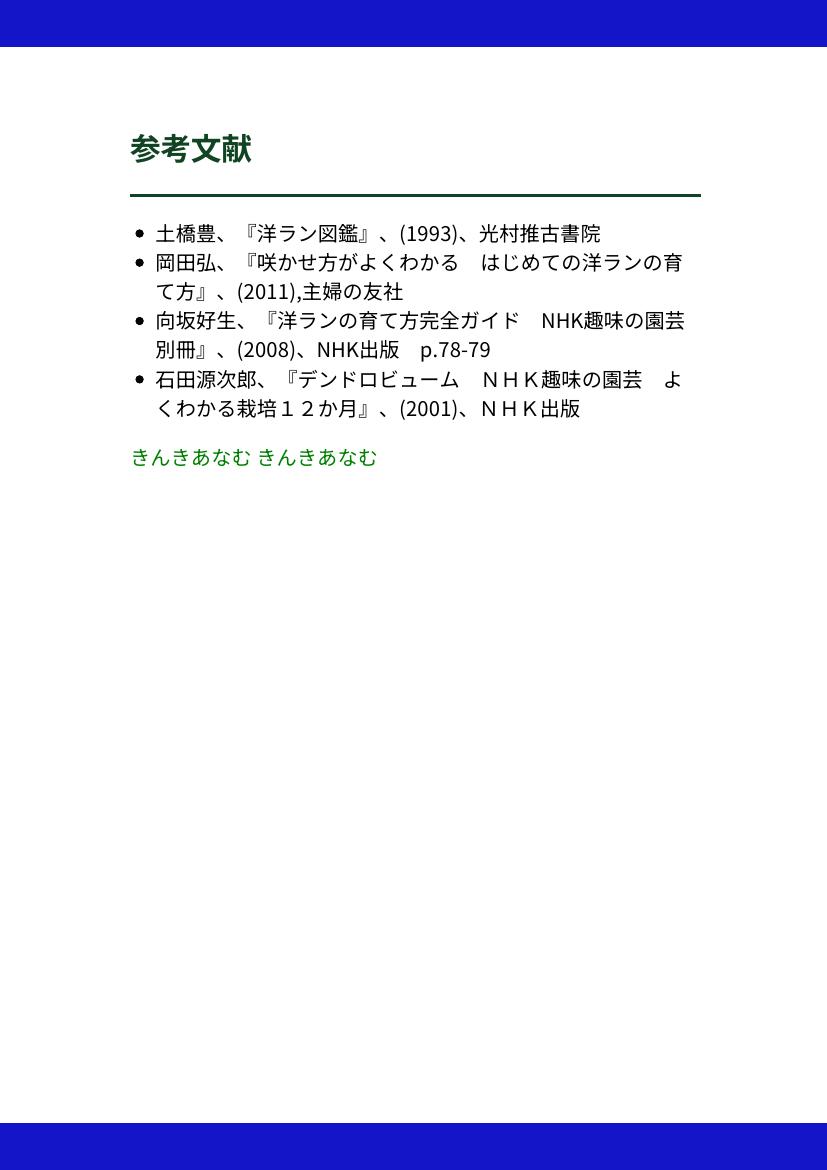 参考文献
土橋豊、『洋ラン図鑑』、(1993)、光村推古書院
岡田弘、『咲かせ方がよくわかる　はじめての洋ランの育
て方』、(2011),主婦の友社
向坂好生、『洋ランの育て方完全ガイド　NHK趣味の園芸
別冊』、(2008)、NHK出版　p.78-79
石田源次郎、『デンドロビューム　ＮＨＫ趣味の園芸　よ
くわかる栽培１２か月』、(2001)、ＮＨＫ出版
きんきあなむ きんきあなむ